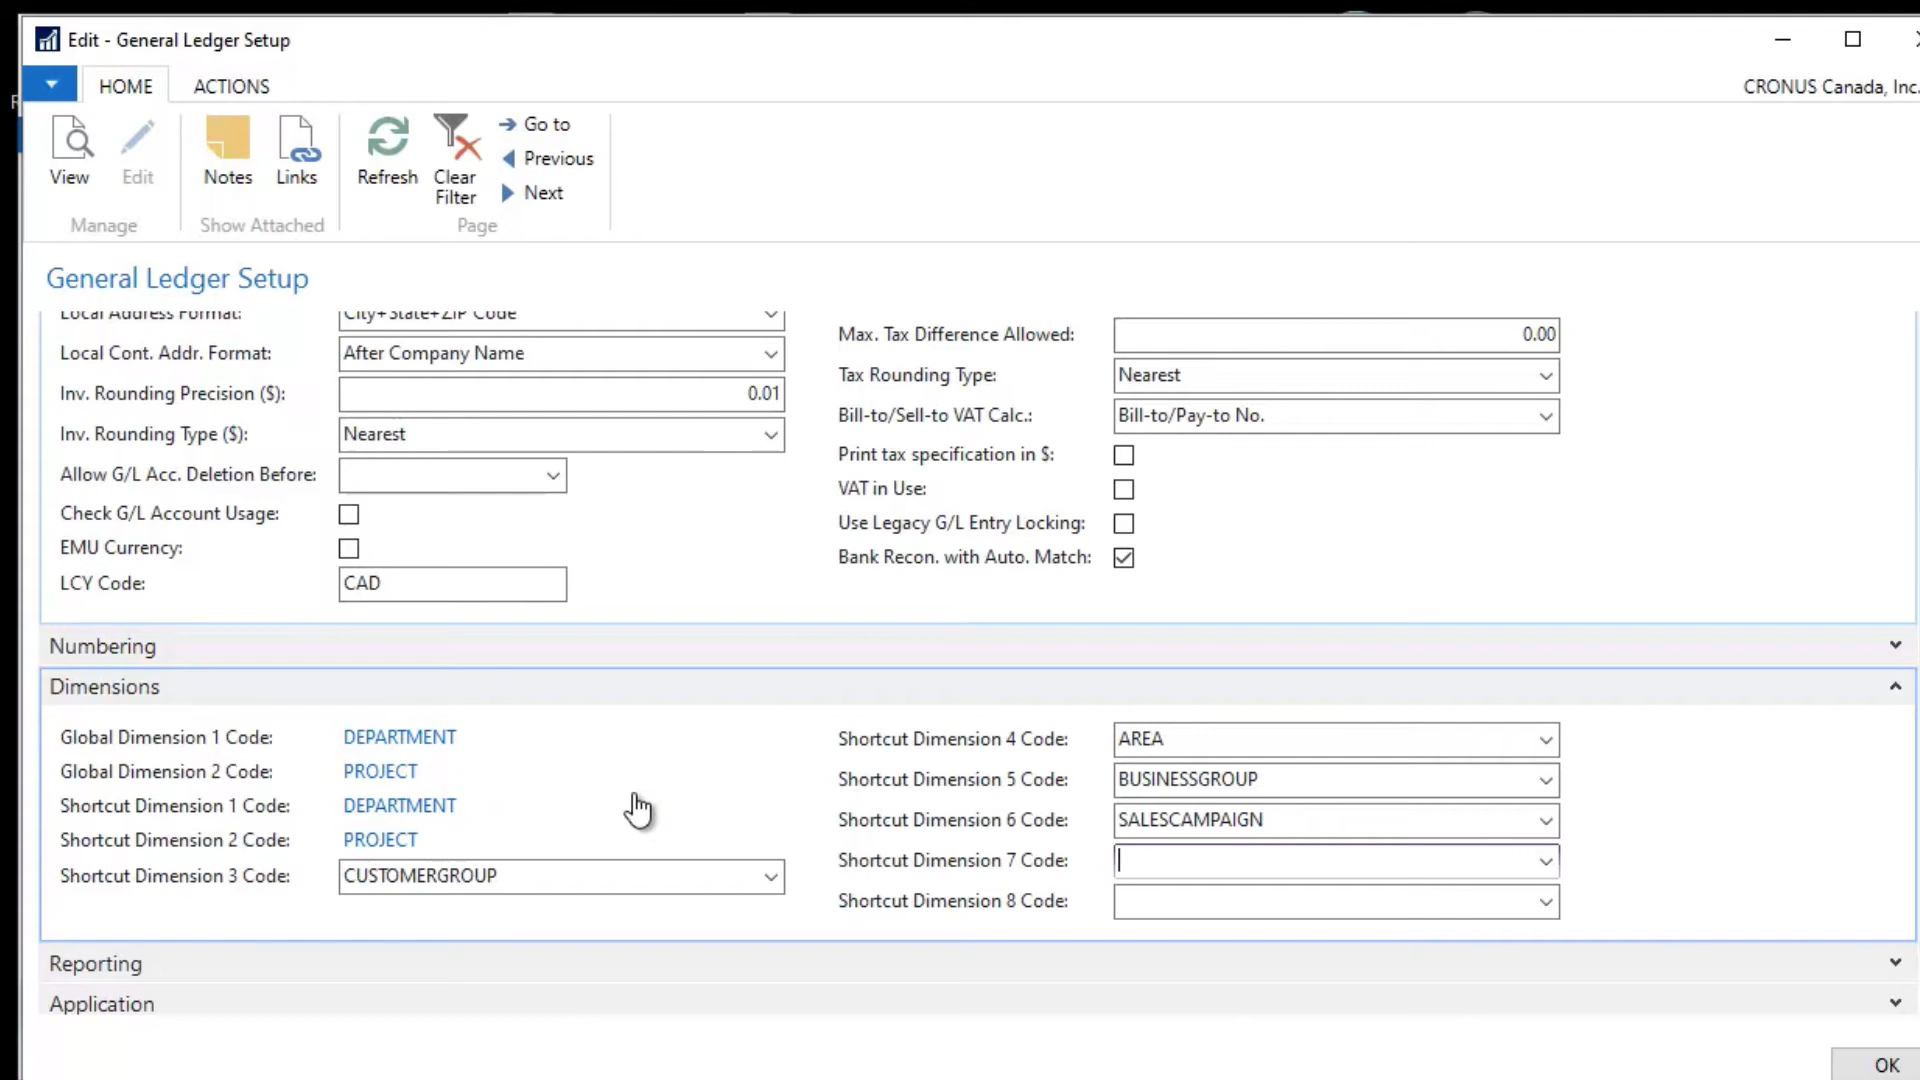 Edit - General Ledger Setup
HOME
ACTIONS
CRONUS Canada, Inc.
View
Edit
Notes
Links
Refresh
Clear Filter
Go to
Previous
Next
Manage
Show Attached
Page
General Ledger Setup
Local Address Format: City+State+ZIP Code
Local Cont. Addr. Format: After Company Name
Inv. Rounding Precision ($): 0.01
Inv. Rounding Type ($): Nearest
Allow G/L Acc. Deletion Before:
Check G/L Account Usage:
EMU Currency:
LCY Code: CAD
Max. Tax Difference Allowed: 0.00
Tax Rounding Type: Nearest
Bill-to/Sell-to VAT Calc.: Bill-to/Pay-to No.
Print tax specification in $:
VAT in Use:
Use Legacy G/L Entry Locking:
Bank Recon. with Auto. Match:
Numbering
Dimensions
Global Dimension 1 Code: DEPARTMENT
Global Dimension 2 Code: PROJECT
Shortcut Dimension 1 Code: DEPARTMENT
Shortcut Dimension 2 Code: PROJECT
Shortcut Dimension 3 Code: CUSTOMERGROUP
Shortcut Dimension 4 Code: AREA
Shortcut Dimension 5 Code: BUSINESSGROUP
Shortcut Dimension 6 Code: SALESCAMPAIGN
Shortcut Dimension 7 Code:
Shortcut Dimension 8 Code:
Reporting
Application
OK